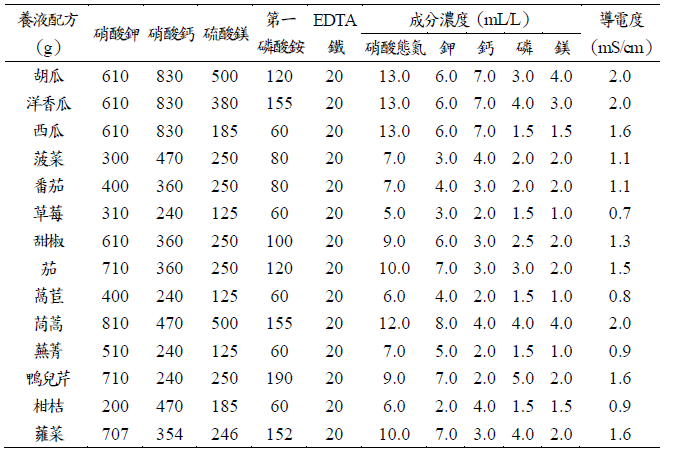 養液配方 硝酸鉀 硝酸鈣 硫酸鎂 第一 EDTA 成分濃度（mL/L） 導電度
（g） 磷酸銨 鐵 硝酸態氮 鉀 鈣 磷 鎂 （mS/cm）
胡瓜 610 830 500 120 20 13.0 6.0 7.0 3.0 4.0 2.0
洋香瓜 610 830 380 155 20 13.0 6.0 7.0 4.0 3.0 2.0
西瓜 610 830 185 60 20 13.0 6.0 7.0 1.5 1.5 1.6
菠菜 300 470 250 80 20 7.0 3.0 4.0 2.0 2.0 1.1
番茄 400 360 250 80 20 7.0 4.0 3.0 2.0 2.0 1.1
草莓 310 240 125 60 20 5.0 3.0 2.0 1.5 1.0 0.7
甜椒 610 360 250 100 20 9.0 6.0 3.0 2.5 2.0 1.3
茄 710 360 250 120 20 10.0 7.0 3.0 3.0 2.0 1.5
萵苣 400 240 125 60 20 6.0 4.0 2.0 1.5 1.0 0.8
茼蒿 810 470 500 155 20 12.0 8.0 4.0 4.0 4.0 2.0
蕪菁 510 240 125 60 20 7.0 5.0 2.0 1.5 1.0 0.9
鴨兒芹 710 240 250 190 20 9.0 7.0 2.0 5.0 2.0 1.6
柑桔 200 470 185 60 20 6.0 2.0 4.0 1.5 1.5 0.9
蕹菜 707 354 246 152 20 10.0 7.0 3.0 4.0 2.0 1.6